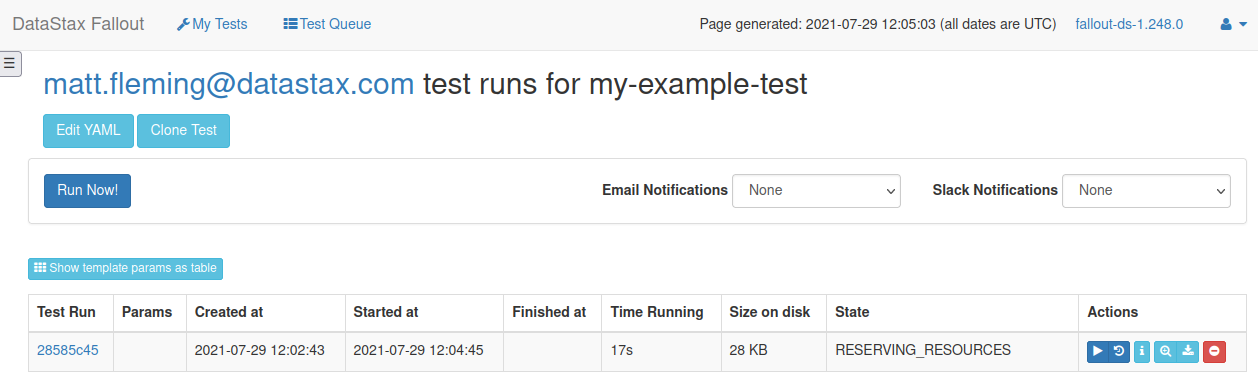 DataStax Fallout My Tests Test Queue Page generated: 2021-07-29 12:05:03 (all dates are UTC) fallout-ds-1.248.0
matt.fleming@datastax.com test runs for my-example-test
Edit YAML Clone Test
Run Now! Email Notifications None Slack Notifications None
Show template params as table
Test Run Params Created at Started at Finished at Time Running Size on disk State Actions
28585c45 2021-07-29 12:02:43 2021-07-29 12:04:45 17s 28 KB RESERVING_RESOURCES